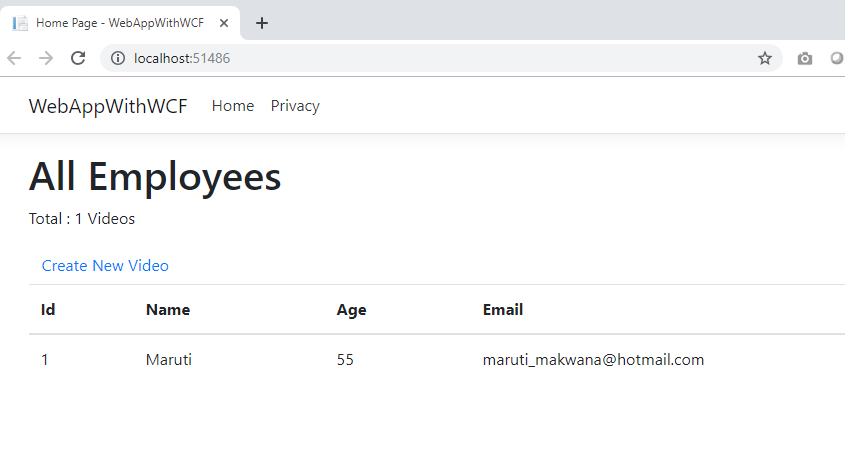 Home Page - WebAppWithWCF
localhost:51486
WebAppWithWCF Home Privacy
All Employees
Total : 1 Videos
Create New Video
Id Name Age Email
1 Maruti 55 maruti_makwana@hotmail.com